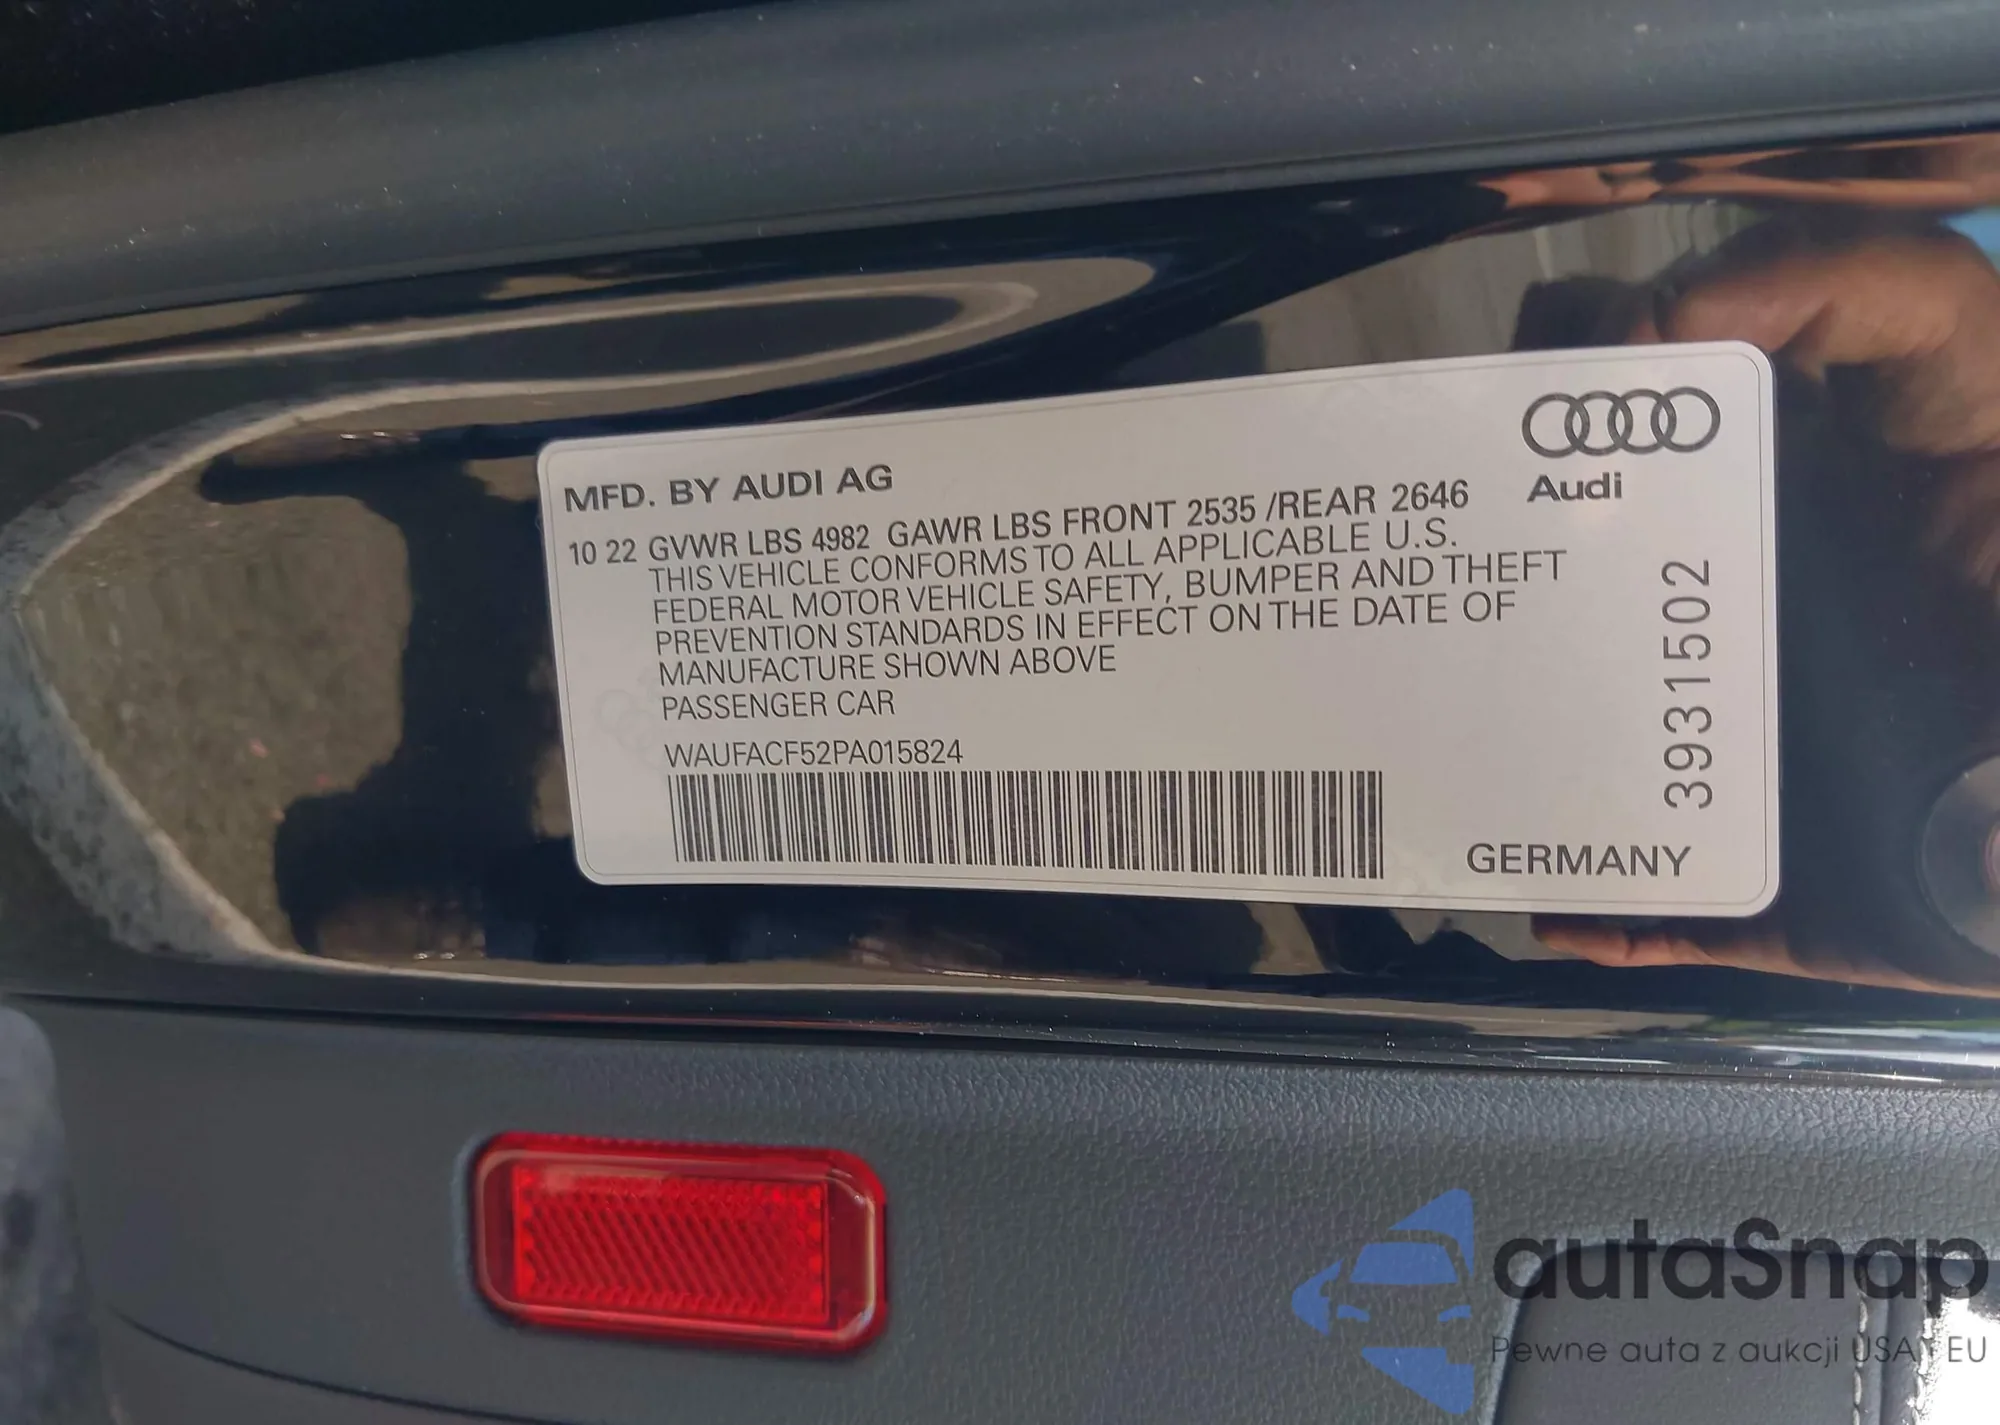 MFD. BY AUDI AG
Audi
10 22 GVWR LBS 4982 GAWR LBS FRONT 2535 /REAR 2646
THIS VEHICLE CONFORMS TO ALL APPLICABLE U.S.
FEDERAL MOTOR VEHICLE SAFETY, BUMPER AND THEFT
PREVENTION STANDARDS IN EFFECT ON THE DATE OF
MANUFACTURE SHOWN ABOVE
PASSENGER CAR
WAUFACF52PA015824
GERMANY
3931502
autaSnap
Pewne auta z aukcji USA i EU